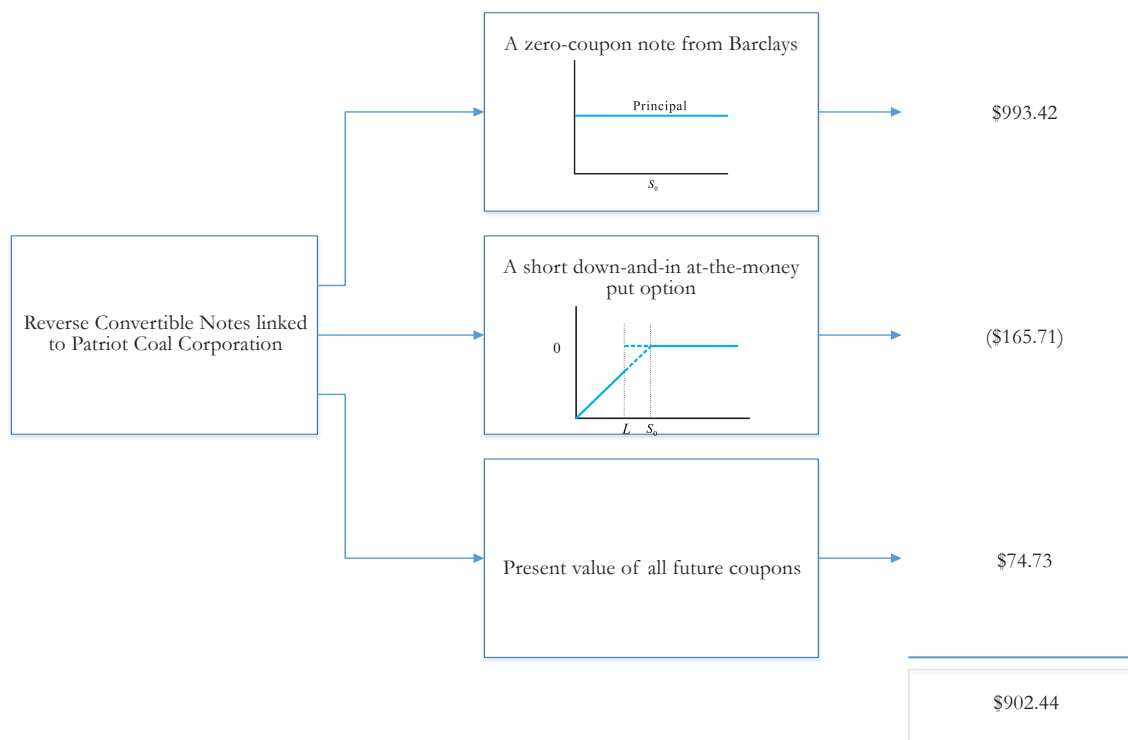 A zero-coupon note from Barclays
Principal
S₀
$993.42
Reverse Convertible Notes linked
to Patriot Coal Corporation
A short down-and-in at-the-money
put option
0
L S₀
($165.71)
Present value of all future coupons
$74.73
$902.44